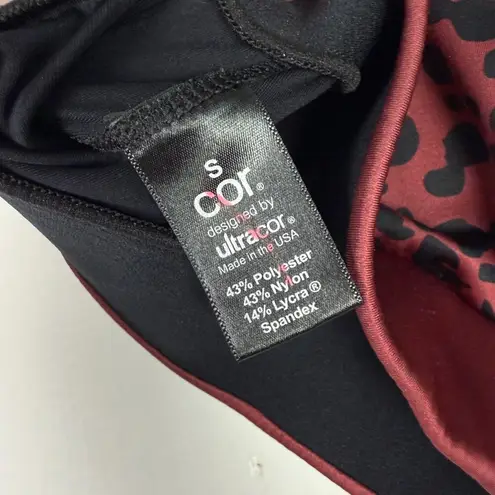 S
cor®
designed by
ultracor®
Made in the USA
43% Polyester
43% Nylon
14% Lycra®
Spandex